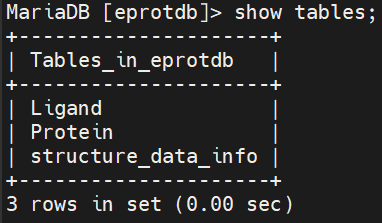 MariaDB [eprotdb]> show tables;
+---------------------+
| Tables_in_eprotdb   |
+---------------------+
| Ligand              |
| Protein             |
| structure_data_info |
+---------------------+
3 rows in set (0.00 sec)